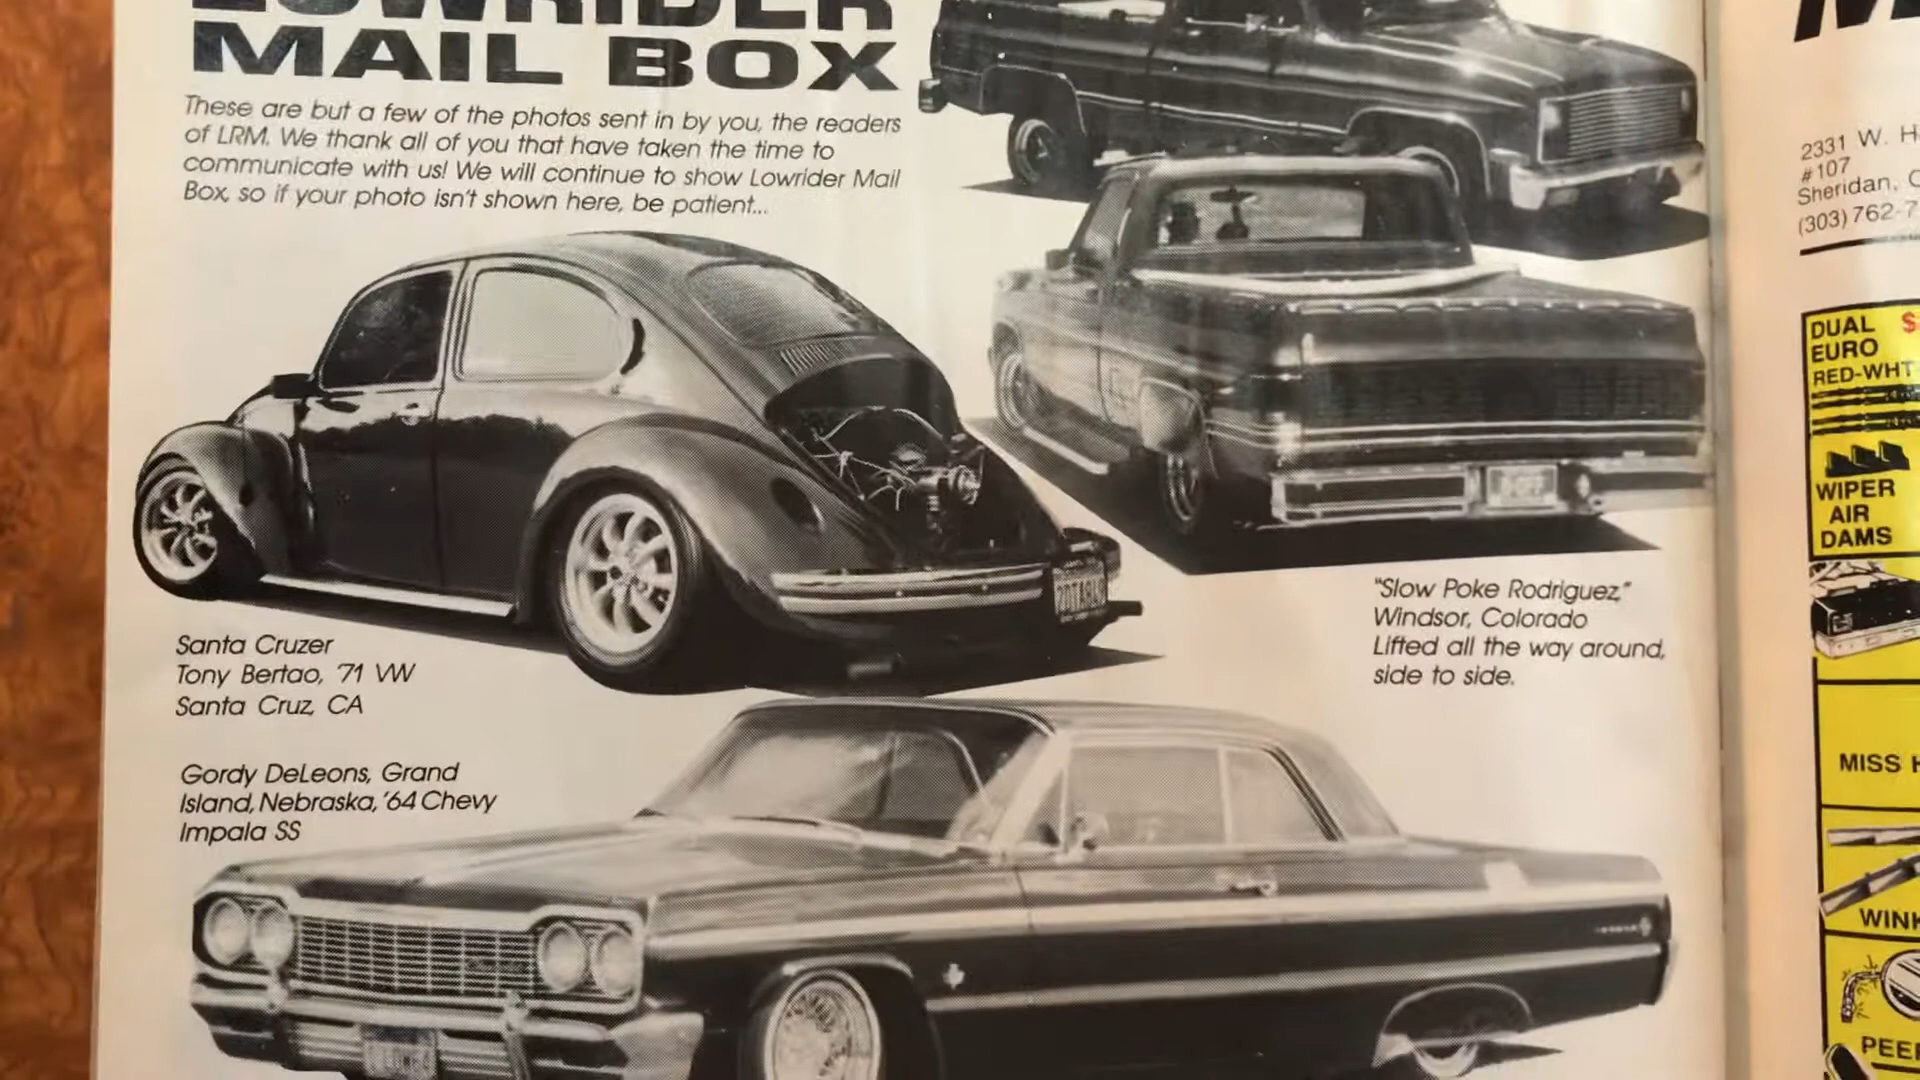 LOWRIDER
MAIL BOX
These are but a few of the photos sent in by you, the readers
of LRM. We thank all of you that have taken the time to
communicate with us! We will continue to show Lowrider Mail
Box, so if your photo isn't shown here, be patient...
Santa Cruzer
Tony Bertao, '71 VW
Santa Cruz, CA
"Slow Poke Rodriguez,"
Windsor, Colorado
Lifted all the way around,
side to side.
Gordy DeLeons, Grand
Island, Nebraska, '64 Chevy
Impala SS
2331 W.
#107
Sheridan,
(303) 762-7
DUAL $
EURO
RED-WHT
WIPER
AIR
DAMS
MISS